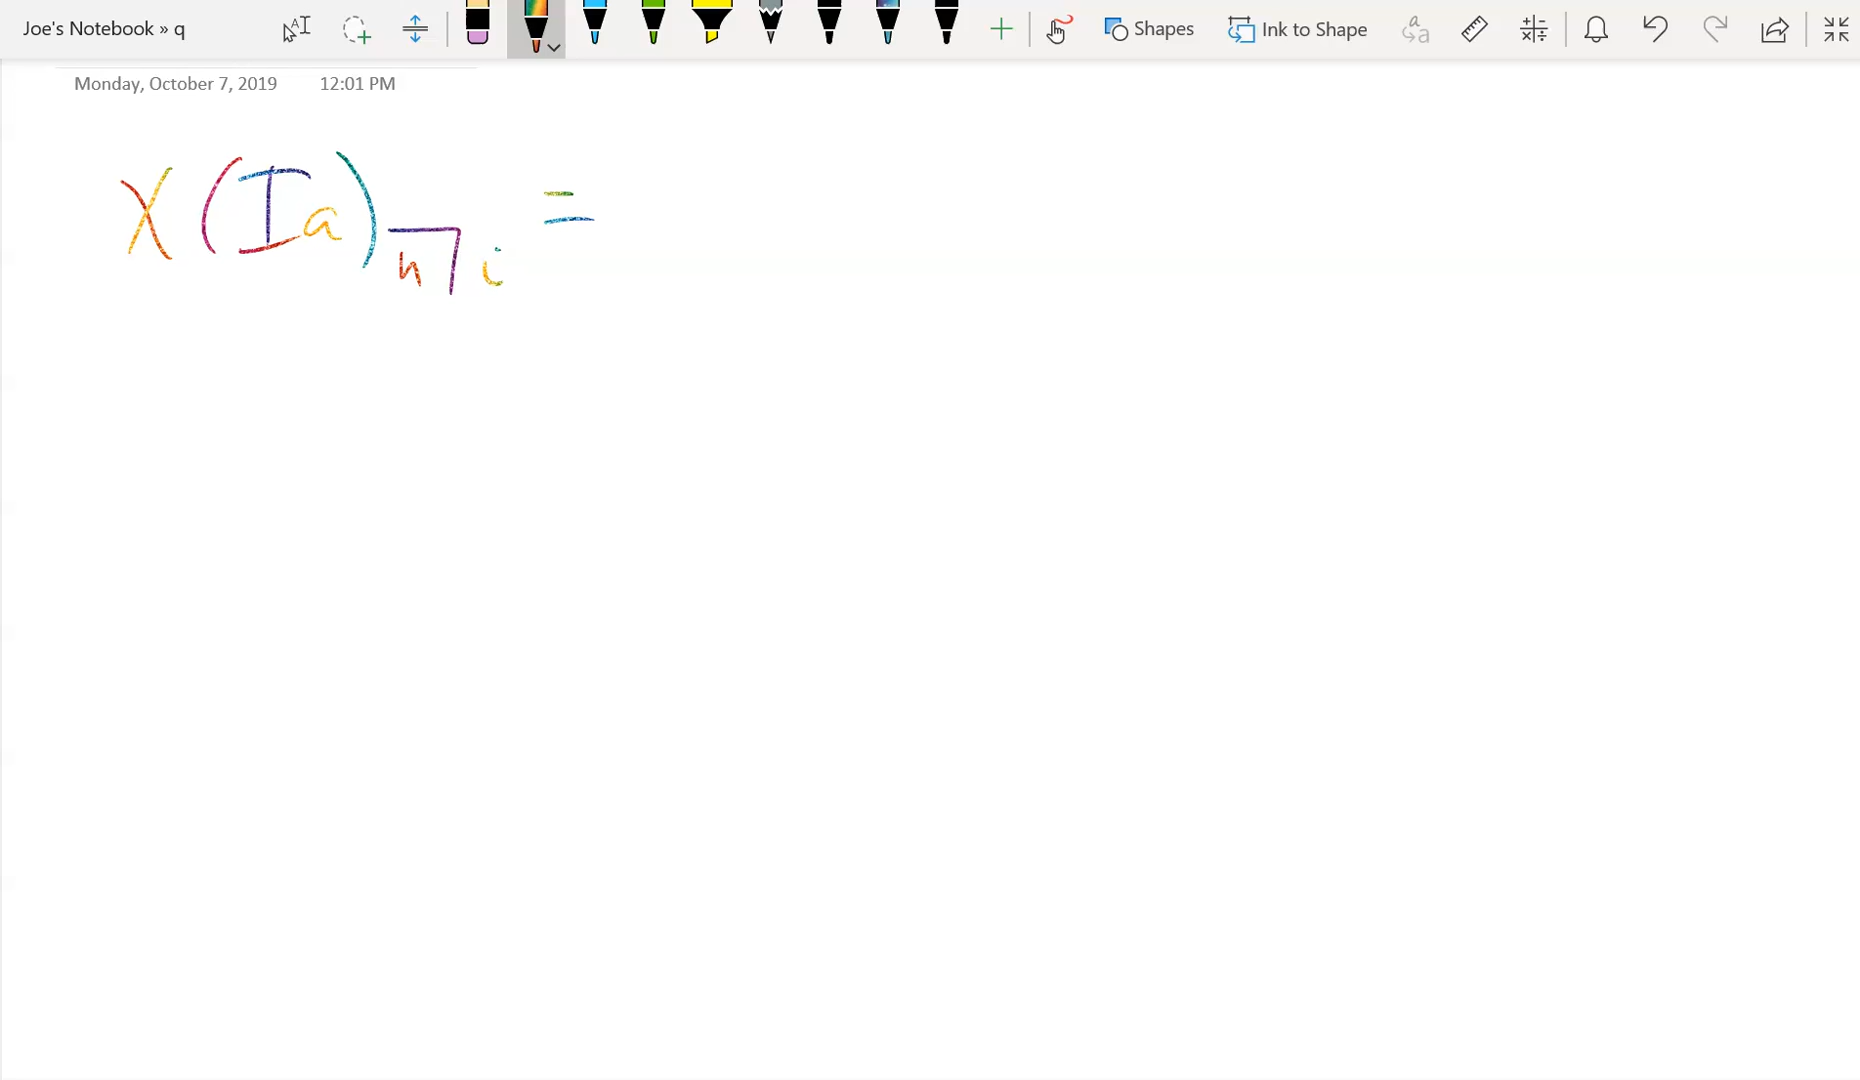 Joe's Notebook » q Shapes Ink to Shape
Monday, October 7, 2019 12:01 PM
X (Ia) n⌉ i =